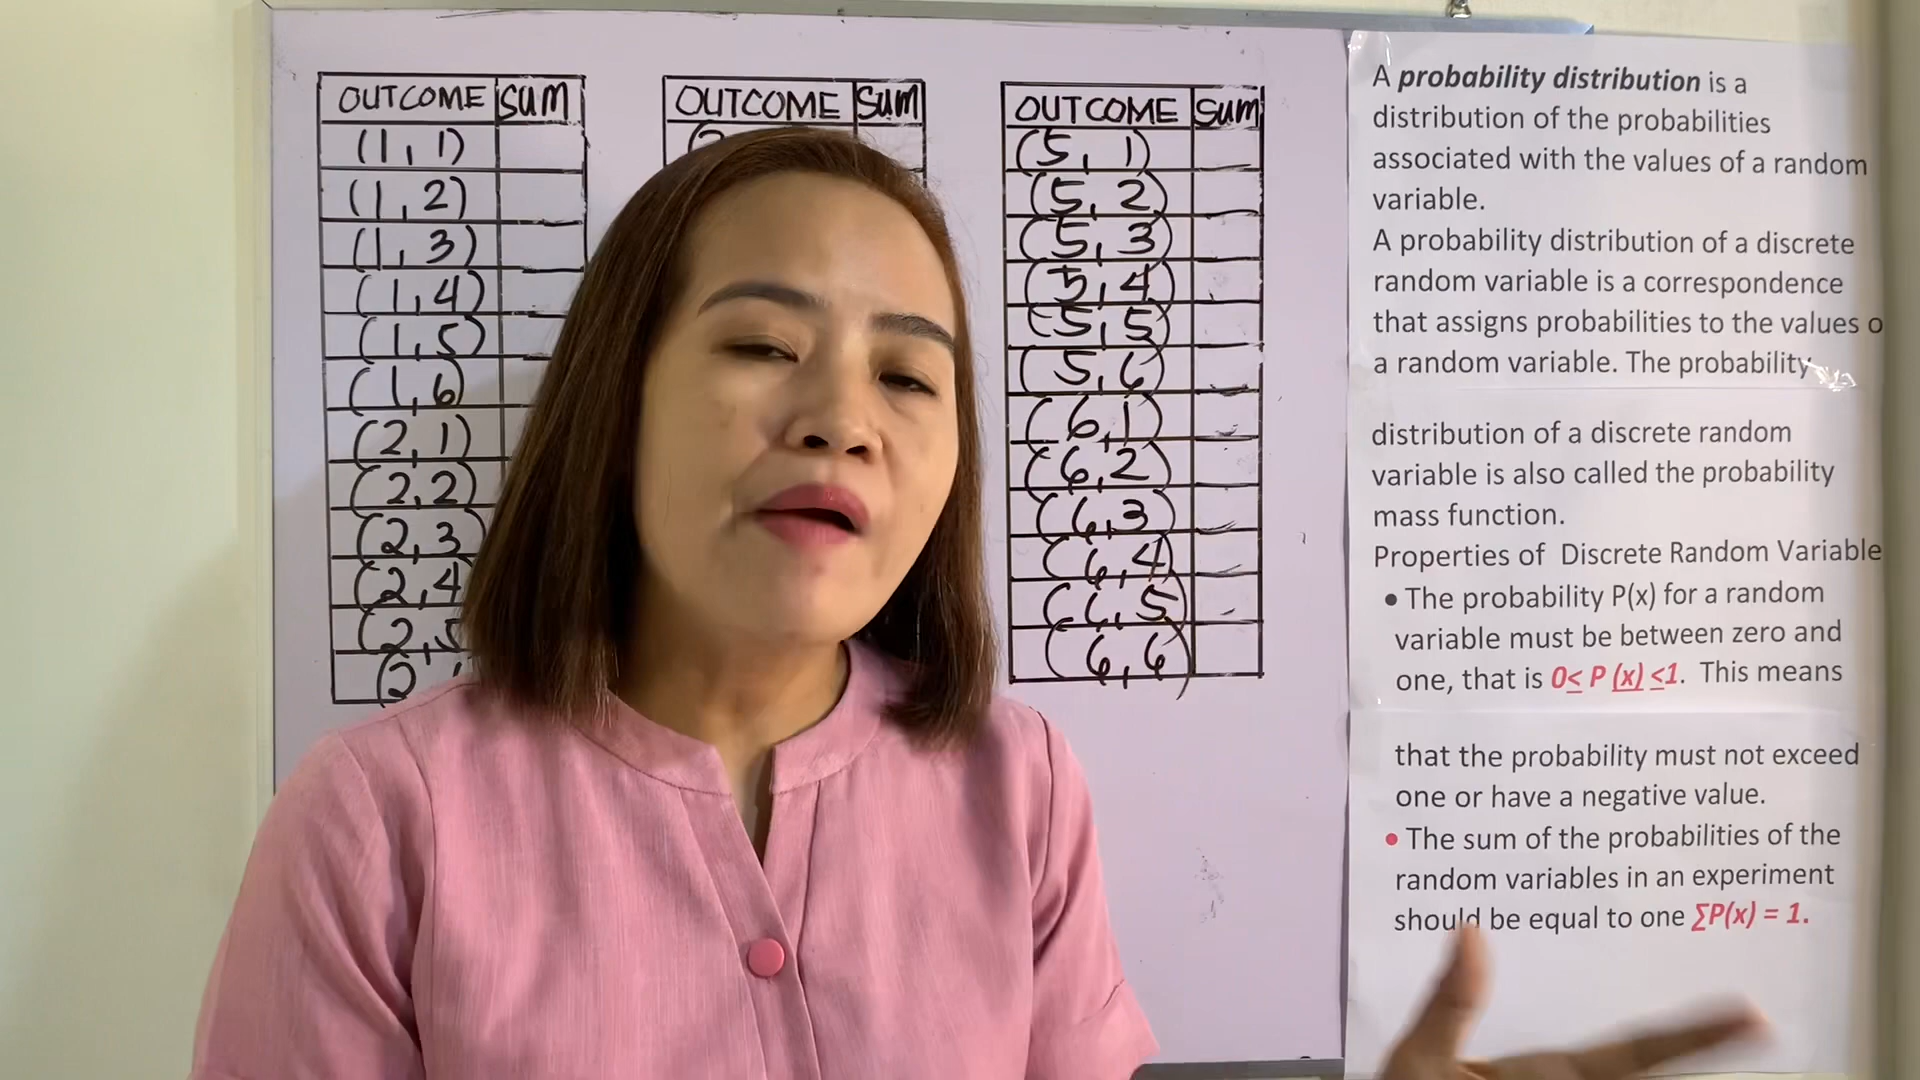 OUTCOME sum
(1, 1)
(1, 2)
(1, 3)
(1, 4)
(1, 5)
(1, 6)
(2, 1)
(2, 2)
(2, 3)
(2, 4)
(2, 5
(2
OUTCOME sum
OUTCOME sum
(5, 1)
(5, 2)
(5, 3)
(5, 4)
(5, 5)
(5, 6)
(6, 1)
(6, 2)
(6, 3)
(6, 4)
(6, 5)
(6, 6)
A probability distribution is a
distribution of the probabilities
associated with the values of a random
variable.
A probability distribution of a discrete
random variable is a correspondence
that assigns probabilities to the values o
a random variable. The probability
distribution of a discrete random
variable is also called the probability
mass function.
Properties of Discrete Random Variable
• The probability P(x) for a random
variable must be between zero and
one, that is 0≤ P (x) ≤1. This means
that the probability must not exceed
one or have a negative value.
• The sum of the probabilities of the
random variables in an experiment
should be equal to one ∑P(x) = 1.